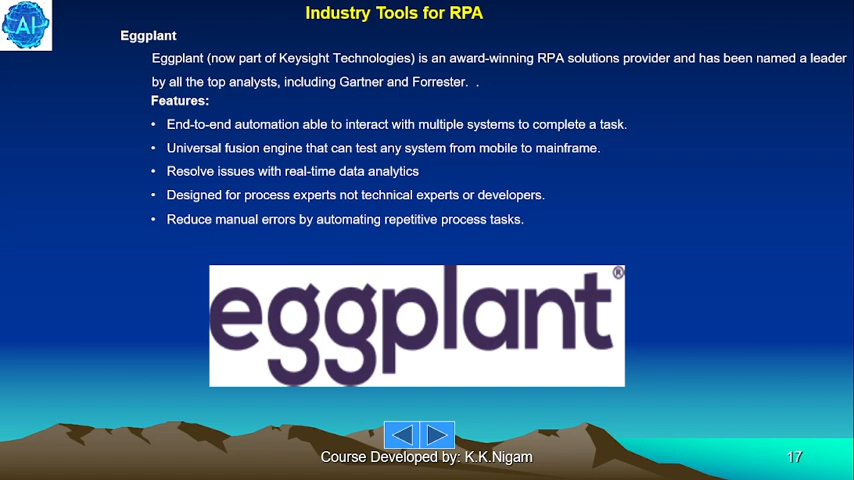 AI
Industry Tools for RPA
Eggplant
Eggplant (now part of Keysight Technologies) is an award-winning RPA solutions provider and has been named a leader
by all the top analysts, including Gartner and Forrester. .
Features:
• End-to-end automation able to interact with multiple systems to complete a task.
• Universal fusion engine that can test any system from mobile to mainframe.
• Resolve issues with real-time data analytics
• Designed for process experts not technical experts or developers.
• Reduce manual errors by automating repetitive process tasks.
eggplant®
Course Developed by: K.K.Nigam
17